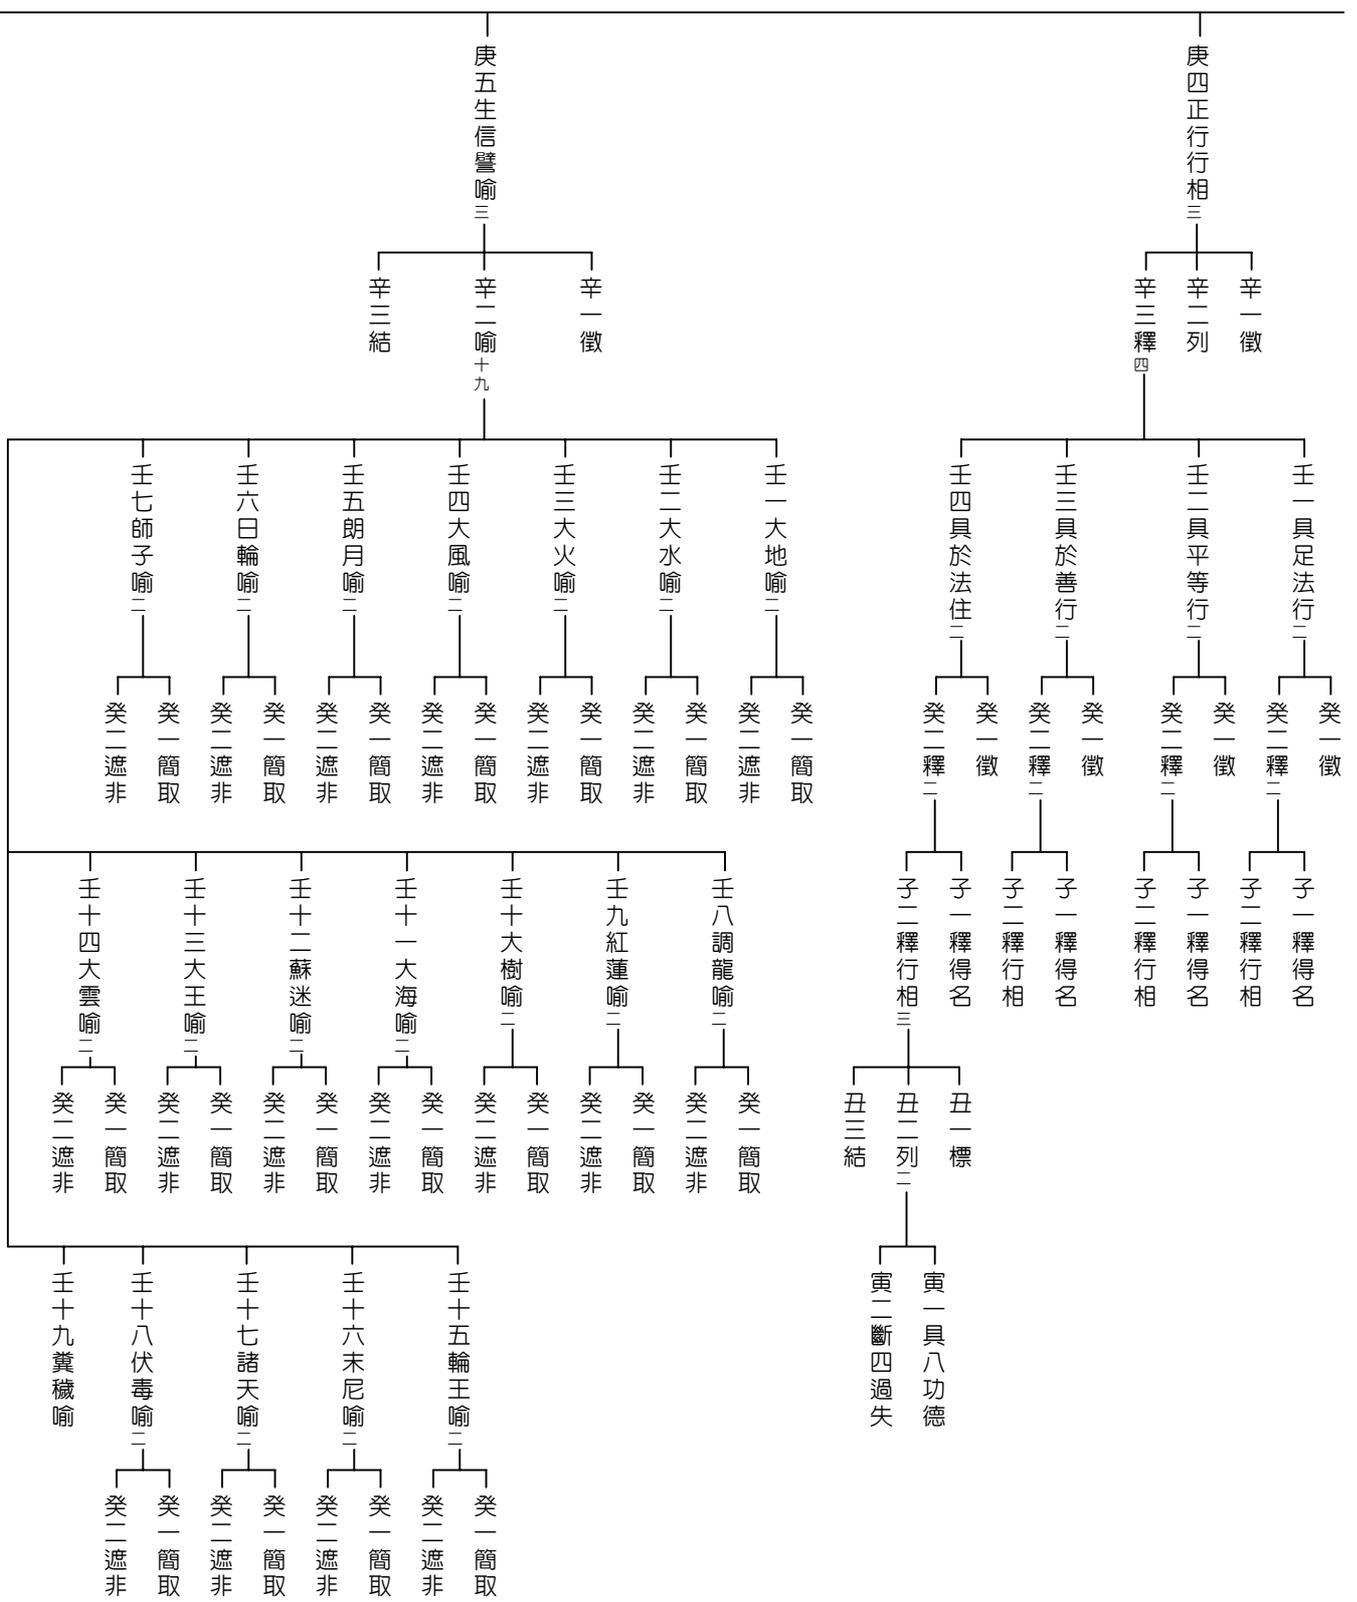 庚四正行行相三
辛一徵
辛二列
辛三釋四
壬一具足法行二
癸一徵
癸二釋二
子一釋得名
子二釋行相
壬二具平等行二
癸一徵
癸二釋二
子一釋得名
子二釋行相
壬三具於善行二
癸一徵
癸二釋二
子一釋得名
子二釋行相
壬四具於法住二
癸一徵
癸二釋二
子一釋得名
子二釋行相三
丑一標
丑二列二
寅一具八功德
寅二斷四過失
丑三結
庚五生信譬喻三
辛一徵
辛二喻十九
壬一大地喻二
癸一簡取
癸二遮非
壬二大水喻二
癸一簡取
癸二遮非
壬三大火喻二
癸一簡取
癸二遮非
壬四大風喻二
癸一簡取
癸二遮非
壬五朗月喻二
癸一簡取
癸二遮非
壬六日輪喻二
癸一簡取
癸二遮非
壬七師子喻二
癸一簡取
癸二遮非
壬八調龍喻二
癸一簡取
癸二遮非
壬九紅蓮喻二
癸一簡取
癸二遮非
壬十大樹喻二
癸一簡取
癸二遮非
壬十一大海喻二
癸一簡取
癸二遮非
壬十二蘇迷喻二
癸一簡取
癸二遮非
壬十三大王喻二
癸一簡取
癸二遮非
壬十四大雲喻二
癸一簡取
癸二遮非
壬十五輪王喻二
癸一簡取
癸二遮非
壬十六末尼喻二
癸一簡取
癸二遮非
壬十七諸天喻二
癸一簡取
癸二遮非
壬十八伏毒喻二
癸一簡取
癸二遮非
壬十九糞穢喻
辛三結